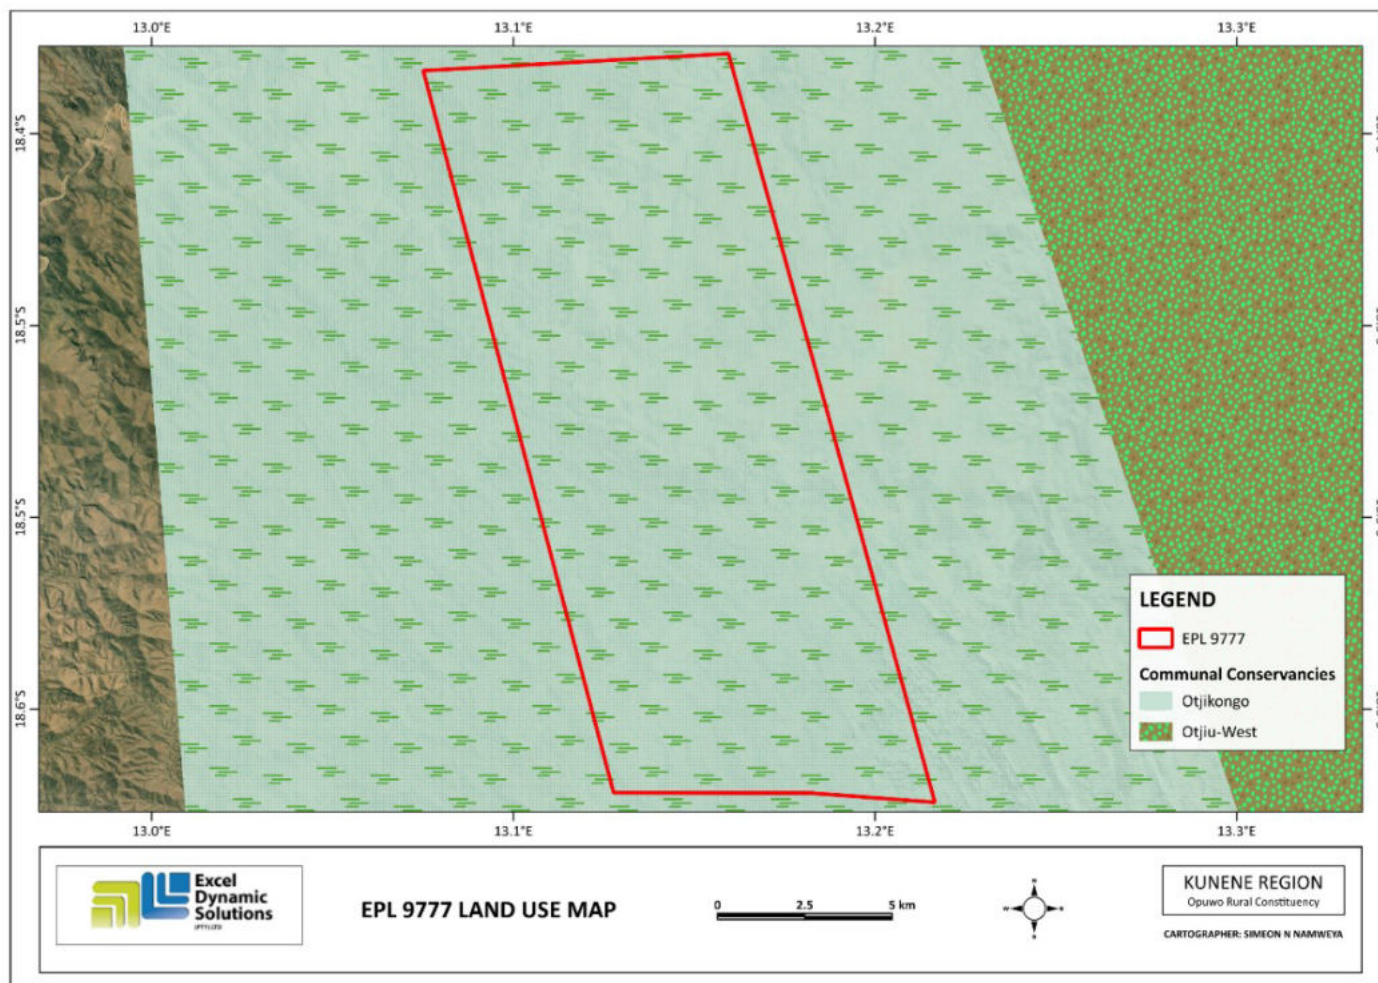 13.0°E 13.1°E 13.2°E 13.3°E
18.4°S
18.5°S
18.5°S
18.6°S
LEGEND
EPL 9777
Communal Conservancies
Otjikongo
Otjiu-West
13.0°E 13.1°E 13.2°E 13.3°E
Excel
Dynamic
Solutions
(PTY) LTD
EPL 9777 LAND USE MAP
0 2.5 5 km
N
W E
S
KUNENE REGION
Opuwo Rural Constituency
CARTOGRAPHER: SIMEON N NAMWEYA